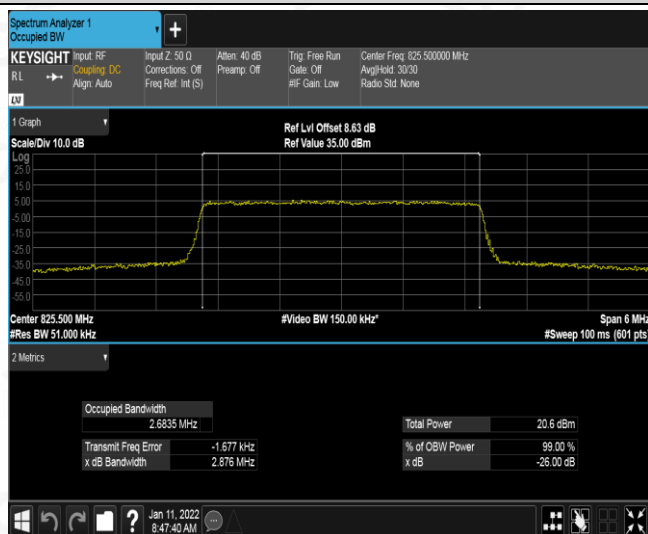 Spectrum Analyzer 1
Occupied BW
+
KEYSIGHT
RL
LXI
Input: RF
Coupling: DC
Align: Auto
Input Z: 50 Ω
Corrections: Off
Freq Ref: Int (S)
Atten: 40 dB
Preamp: Off
Trig: Free Run
Gate: Off
#IF Gain: Low
Center Freq: 825.500000 MHz
Avg|Hold: 30/30
Radio Std: None
1 Graph
Scale/Div 10.0 dB
Ref Lvl Offset 8.63 dB
Ref Value 35.00 dBm
Log
25.0
15.0
5.00
-5.00
-15.0
-25.0
-35.0
-45.0
-55.0
Center 825.500 MHz
#Res BW 51.000 kHz
#Video BW 150.00 kHz*
Span 6 MHz
#Sweep 100 ms (601 pts)
2 Metrics
Occupied Bandwidth
2.6835 MHz
Transmit Freq Error -1.677 kHz
x dB Bandwidth 2.876 MHz
Total Power 20.6 dBm
% of OBW Power 99.00 %
x dB -26.00 dB
?
Jan 11, 2022
8:47:40 AM